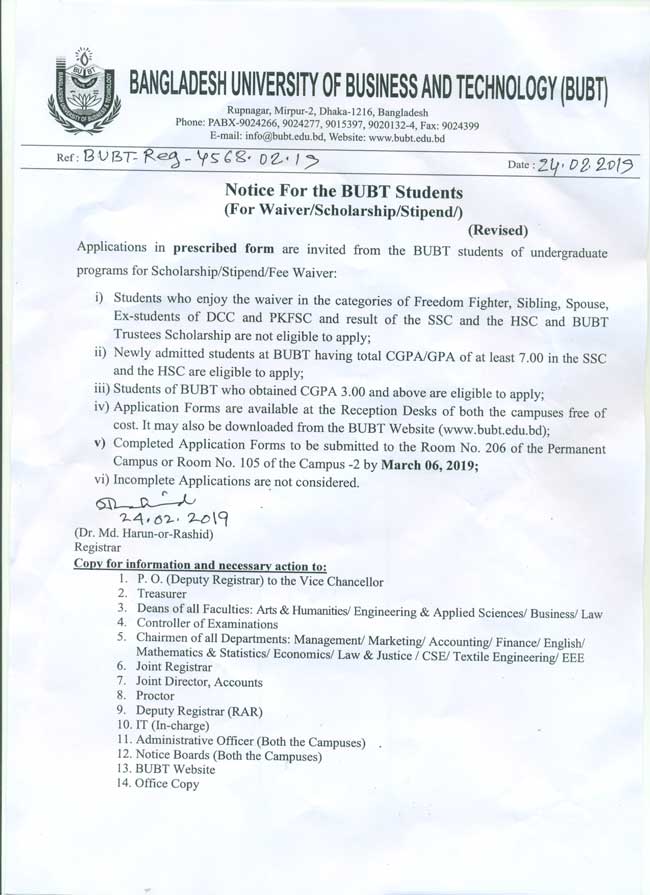 BUBT
BANGLADESH UNIVERSITY OF BUSINESS & TECHNOLOGY
BANGLADESH UNIVERSITY OF BUSINESS AND TECHNOLOGY (BUBT)
Rupnagar, Mirpur-2, Dhaka-1216, Bangladesh
Phone: PABX-9024266, 9024277, 9015397, 9020132-4, Fax: 9024399
E-mail: info@bubt.edu.bd, Website: www.bubt.edu.bd
Ref : BUBT-Reg-4568.02.19
Date : 24.02.2019
Notice For the BUBT Students
(For Waiver/Scholarship/Stipend/)
(Revised)
Applications in prescribed form are invited from the BUBT students of undergraduate
programs for Scholarship/Stipend/Fee Waiver:
i) Students who enjoy the waiver in the categories of Freedom Fighter, Sibling, Spouse,
Ex-students of DCC and PKFSC and result of the SSC and the HSC and BUBT
Trustees Scholarship are not eligible to apply;
ii) Newly admitted students at BUBT having total CGPA/GPA of at least 7.00 in the SSC
and the HSC are eligible to apply;
iii) Students of BUBT who obtained CGPA 3.00 and above are eligible to apply;
iv) Application Forms are available at the Reception Desks of both the campuses free of
cost. It may also be downloaded from the BUBT Website (www.bubt.edu.bd);
v) Completed Application Forms to be submitted to the Room No. 206 of the Permanent
Campus or Room No. 105 of the Campus -2 by March 06, 2019;
vi) Incomplete Applications are not considered.
24.02.2019
(Dr. Md. Harun-or-Rashid)
Registrar
Copy for information and necessary action to:
1. P. O. (Deputy Registrar) to the Vice Chancellor
2. Treasurer
3. Deans of all Faculties: Arts & Humanities/ Engineering & Applied Sciences/ Business/ Law
4. Controller of Examinations
5. Chairmen of all Departments: Management/ Marketing/ Accounting/ Finance/ English/
Mathematics & Statistics/ Economics/ Law & Justice / CSE/ Textile Engineering/ EEE
6. Joint Registrar
7. Joint Director, Accounts
8. Proctor
9. Deputy Registrar (RAR)
10. IT (In-charge)
11. Administrative Officer (Both the Campuses)
12. Notice Boards (Both the Campuses)
13. BUBT Website
14. Office Copy